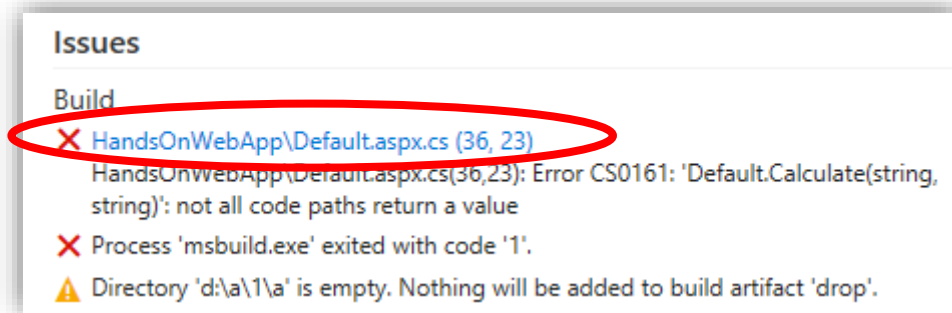 Issues
Build
HandsOnWebApp\Default.aspx.cs (36, 23)
HandsOnWebApp\Default.aspx.cs(36,23): Error CS0161: 'Default.Calculate(string,
string)': not all code paths return a value
Process 'msbuild.exe' exited with code '1'.
Directory 'd:\a\1\a' is empty. Nothing will be added to build artifact 'drop'.